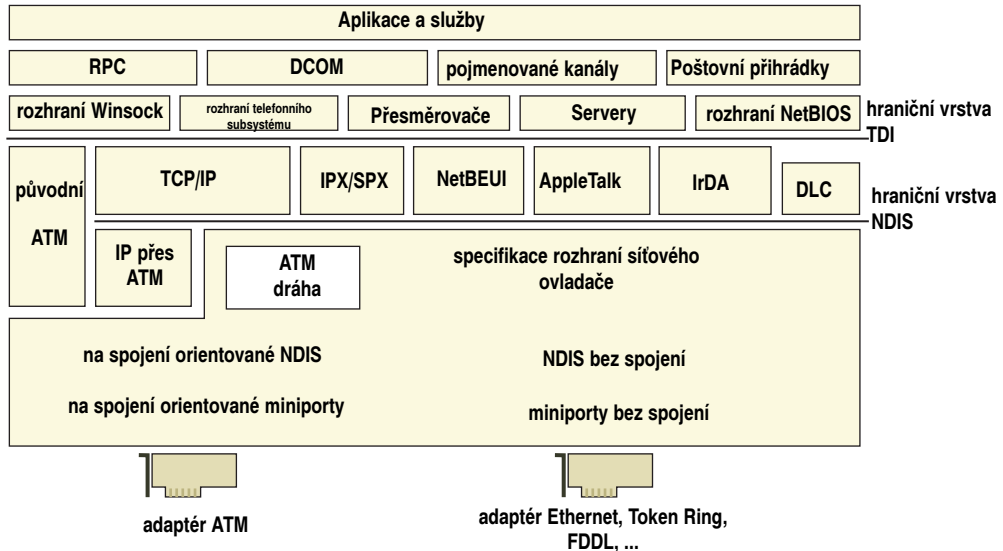 Aplikace a služby
RPC
DCOM
pojmenované kanály
Poštovní přihrádky
rozhraní Winsock
rozhraní telefonního
subsystému
Přesměrovače
Servery
rozhraní NetBIOS
hraniční vrstva
TDI
původní
ATM
TCP/IP
IPX/SPX
NetBEUI
AppleTalk
IrDA
DLC
hraniční vrstva
NDIS
IP přes
ATM
ATM
dráha
specifikace rozhraní síťového
ovladače
na spojení orientované NDIS
NDIS bez spojení
na spojení orientované miniporty
miniporty bez spojení
adaptér ATM
adaptér Ethernet, Token Ring,
FDDL, ...